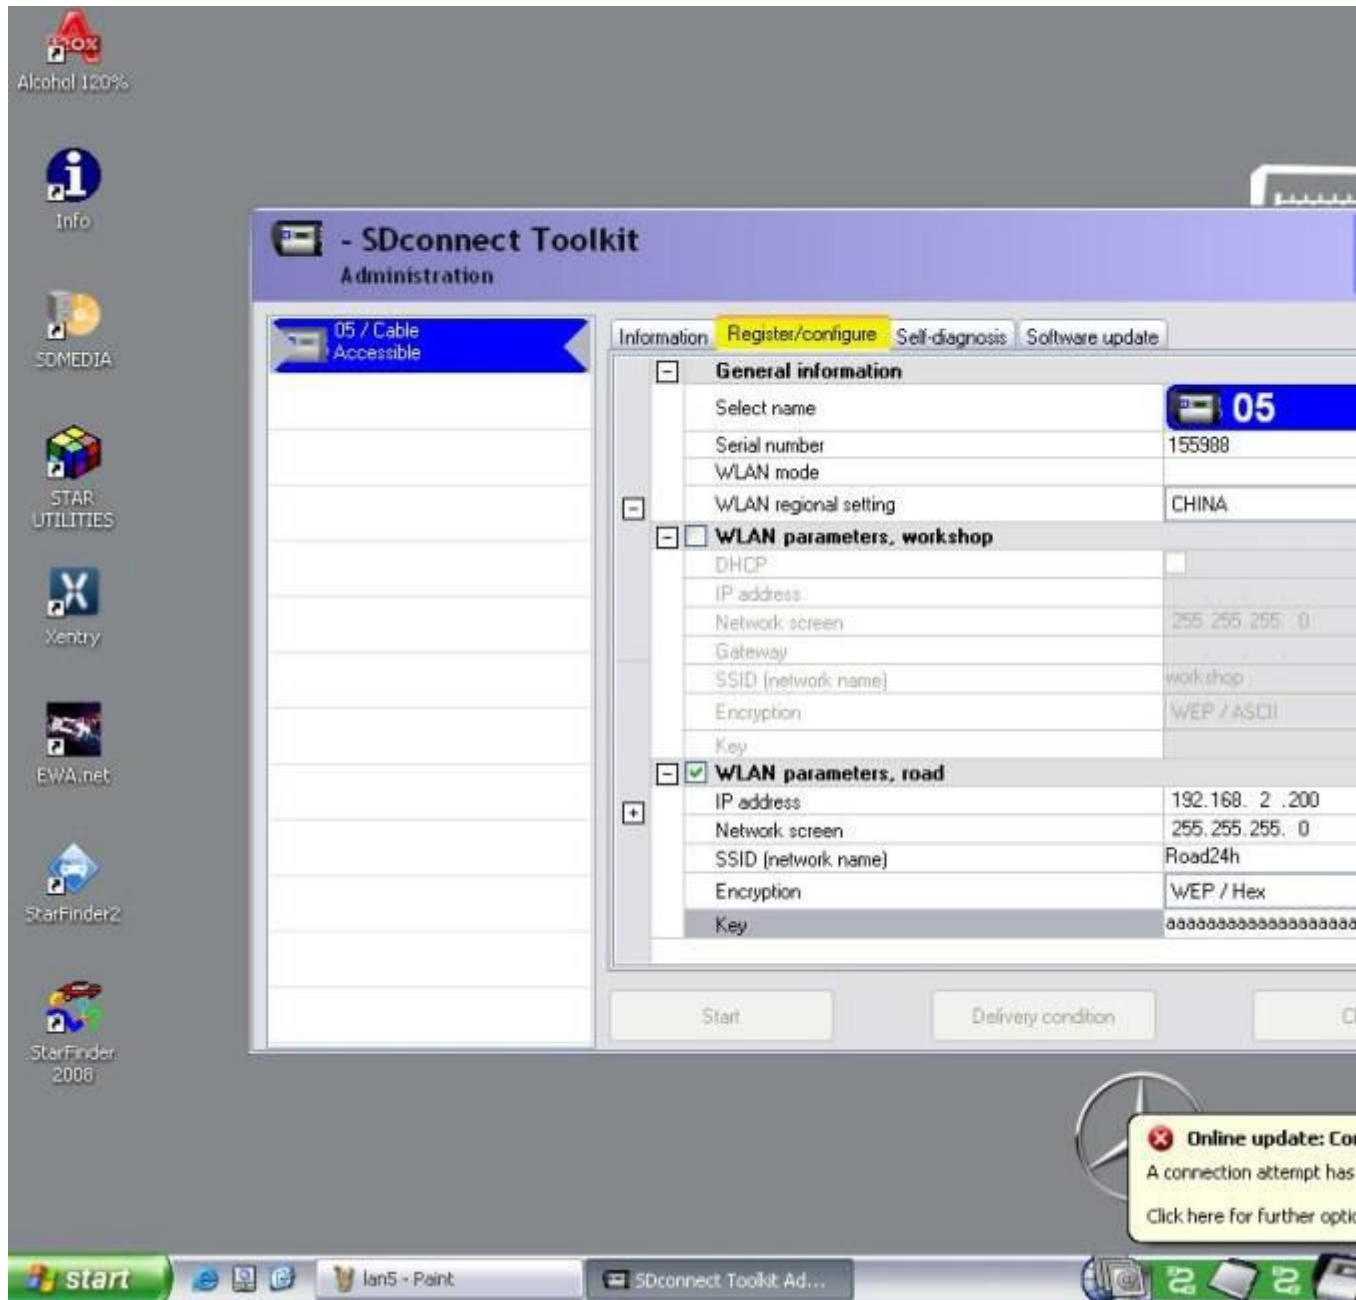 120%
Alcohol 120%
Info
SDMEDIA
STAR
UTILITIES
Xentry
EWA.net
StarFinder2
StarFinder
2008
- SDconnect Toolkit
Administration
05 / Cable
Accessible
Information
Register/configure
Self-diagnosis
Software update
General information
Select name
05
Serial number
155988
WLAN mode
WLAN regional setting
CHINA
WLAN parameters, workshop
DHCP
IP address
Network screen
255. 255. 255. 0
Gateway
SSID (network name)
workshop
Encryption
WEP / ASCII
Key
WLAN parameters, road
IP address
192.168. 2 .200
Network screen
255. 255. 255. 0
SSID (network name)
Road24h
Encryption
WEP / Hex
Key
Start
Delivery condition
Online update:
A connection attempt has
Click here for further
start
lan5 - Paint
SDconnect Toolkit Ad...